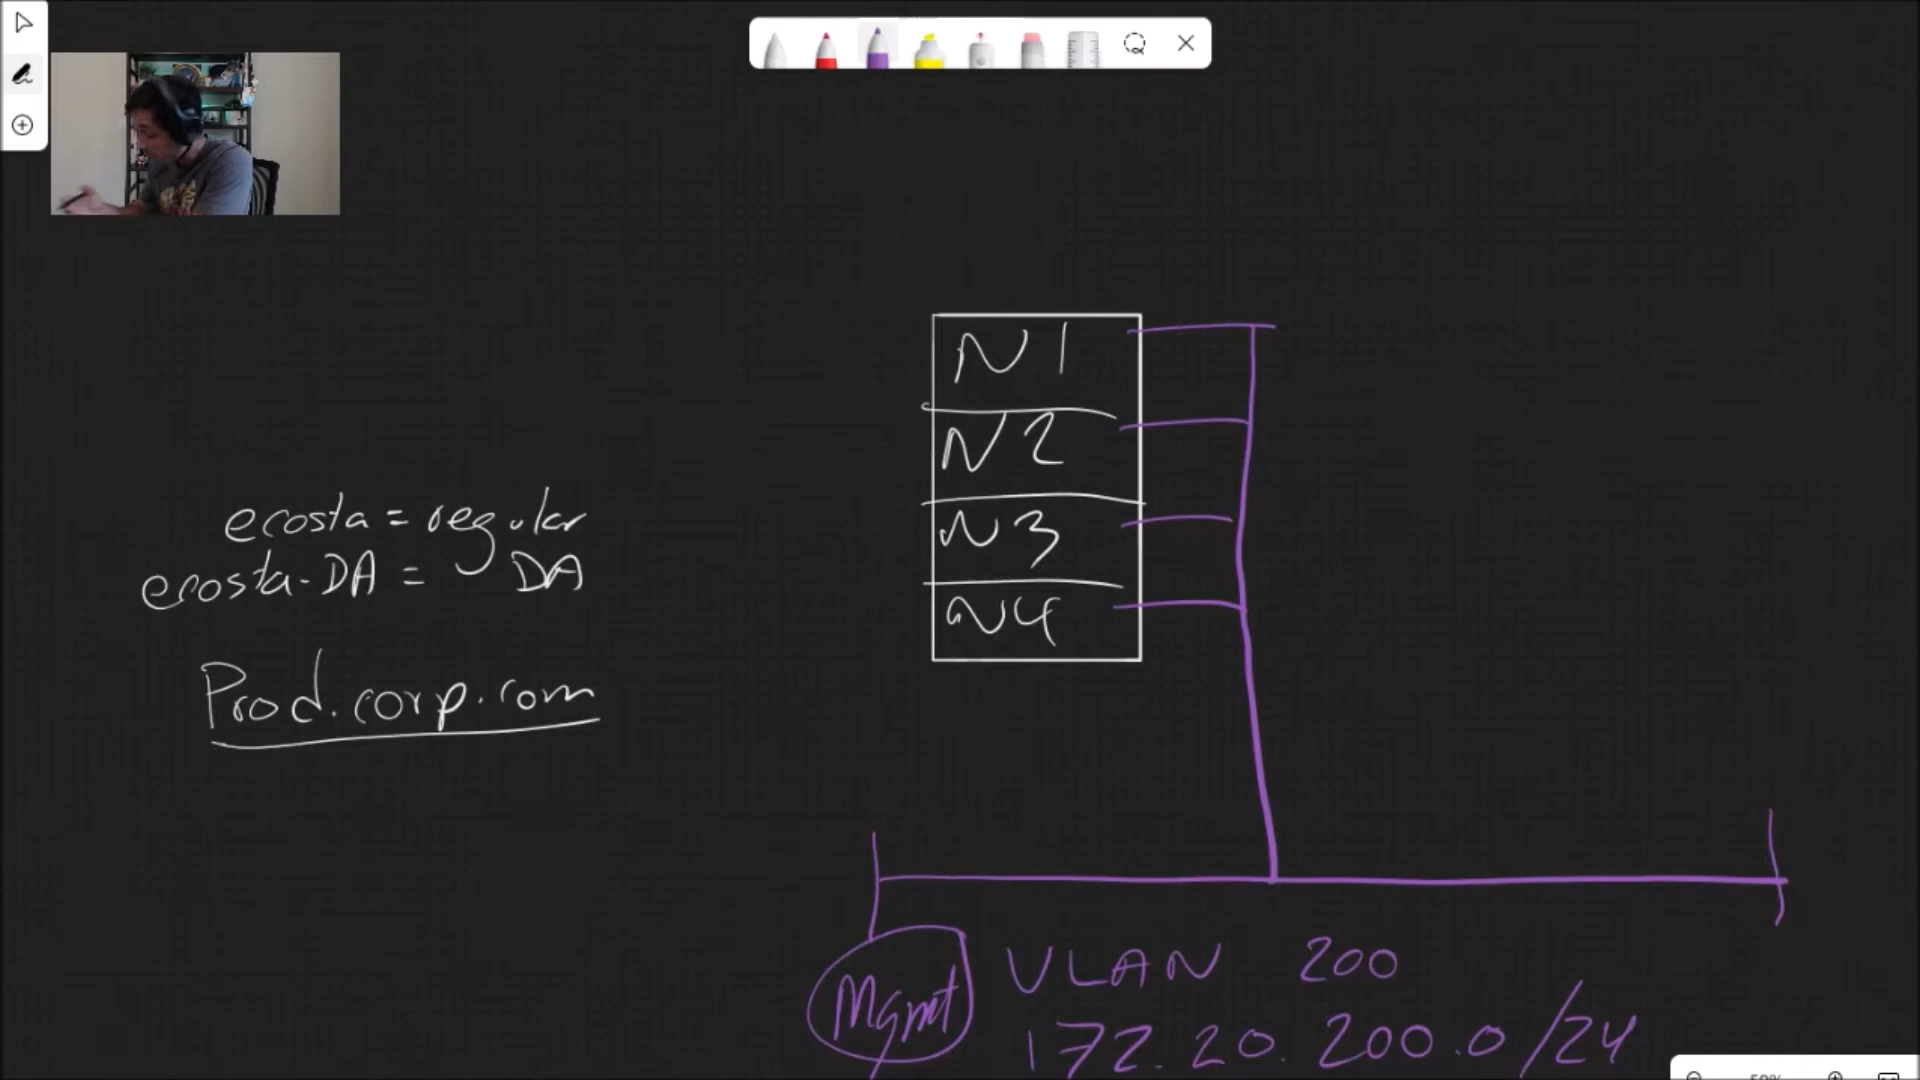 N1
N2
N3
N4
ecosta = regular
ecosta-DA = DA
Prod.corp.com
Mgmt
VLAN 200
172.20.200.0/24